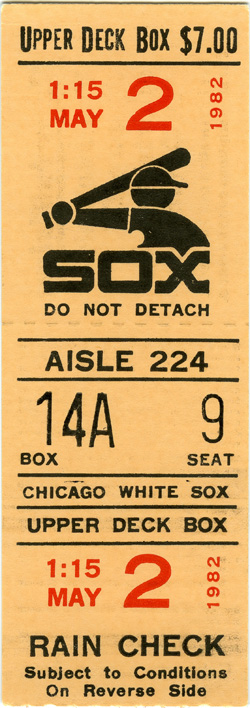 UPPER DECK BOX $7.00
1:15 MAY 2 1982
SOX
DO NOT DETACH
AISLE 224
14A 9
BOX SEAT
CHICAGO WHITE SOX
UPPER DECK BOX
1:15 MAY 2 1982
RAIN CHECK
Subject to Conditions
On Reverse Side